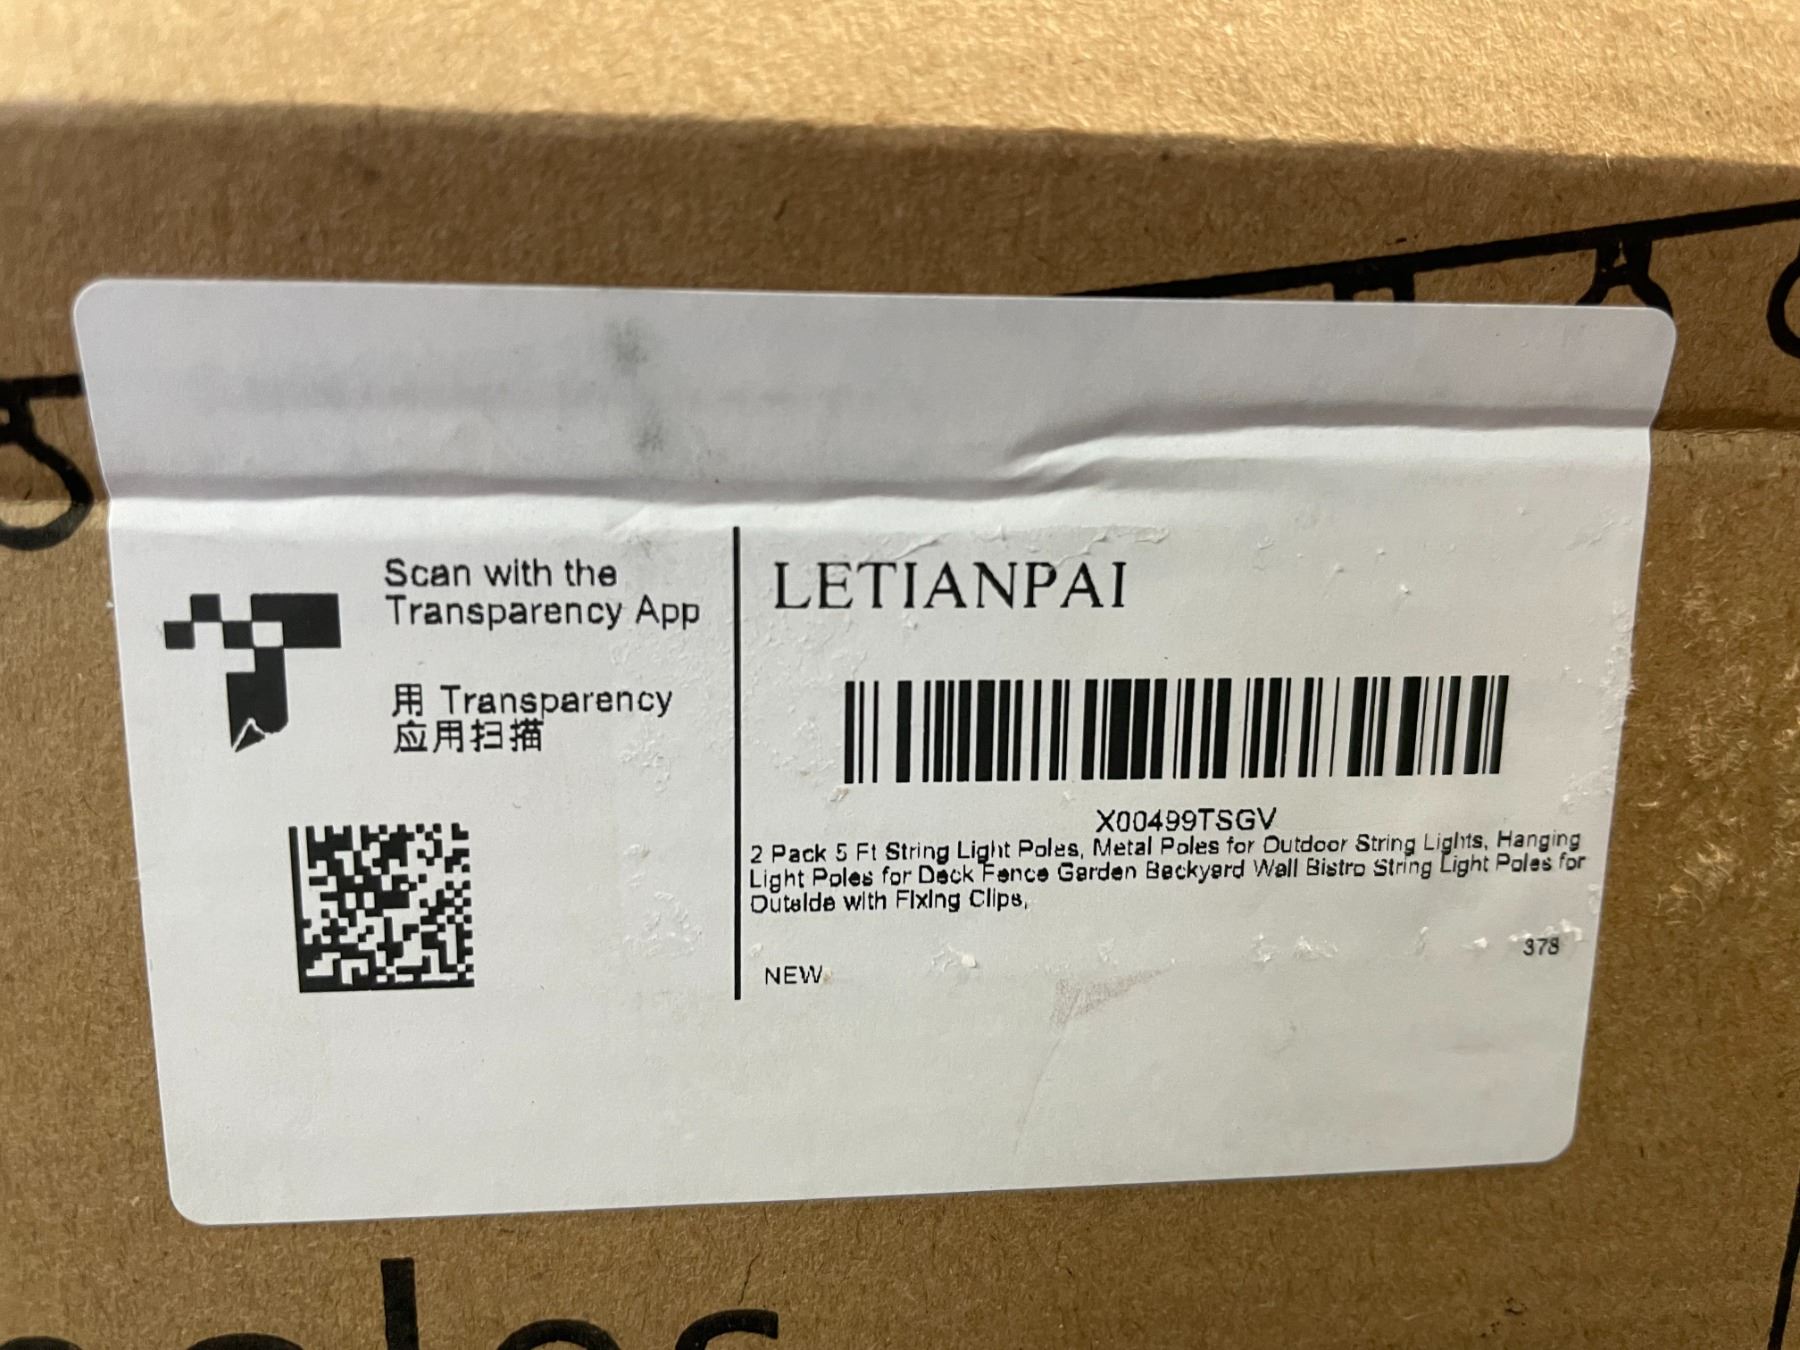 Scan with the
Transparency App
用 Transparency
应用扫描
LETIANPAI
X00499TSGV
2 Pack 5 Ft String Light Poles, Metal Poles for Outdoor String Lights, Hanging
Light Poles for Deck Fence Garden Backyard Wall Bistro String Light Poles for
Outside with Fixing Clips,
378
NEW